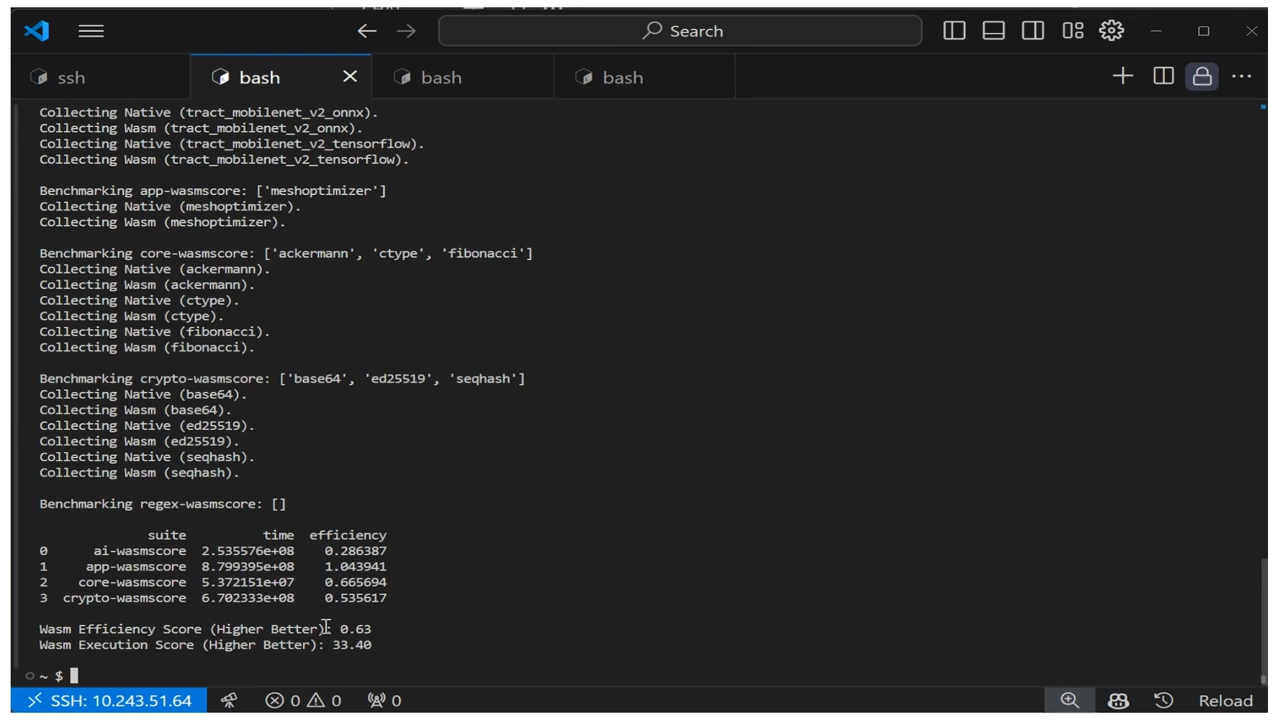 Search
ssh
bash
bash
bash
Collecting Native (tract_mobilenet_v2_onnx).
Collecting Wasm (tract_mobilenet_v2_onnx).
Collecting Native (tract_mobilenet_v2_tensorflow).
Collecting Wasm (tract_mobilenet_v2_tensorflow).
Benchmarking app-wasmscore: ['meshoptimizer']
Collecting Native (meshoptimizer).
Collecting Wasm (meshoptimizer).
Benchmarking core-wasmscore: ['ackermann', 'ctype', 'fibonacci']
Collecting Native (ackermann).
Collecting Wasm (ackermann).
Collecting Native (ctype).
Collecting Wasm (ctype).
Collecting Native (fibonacci).
Collecting Wasm (fibonacci).
Benchmarking crypto-wasmscore: ['base64', 'ed25519', 'seqhash']
Collecting Native (base64).
Collecting Wasm (base64).
Collecting Native (ed25519).
Collecting Wasm (ed25519).
Collecting Native (seqhash).
Collecting Wasm (seqhash).
Benchmarking regex-wasmscore: []
suite time efficiency
0 ai-wasmscore 2.535576e+08 0.286387
1 app-wasmscore 8.799395e+08 1.043941
2 core-wasmscore 5.372151e+07 0.665694
3 crypto-wasmscore 6.702333e+08 0.535617
Wasm Efficiency Score (Higher Better): 0.63
Wasm Execution Score (Higher Better): 33.40
~ $
SSH: 10.243.51.64 0 0 0 Reload